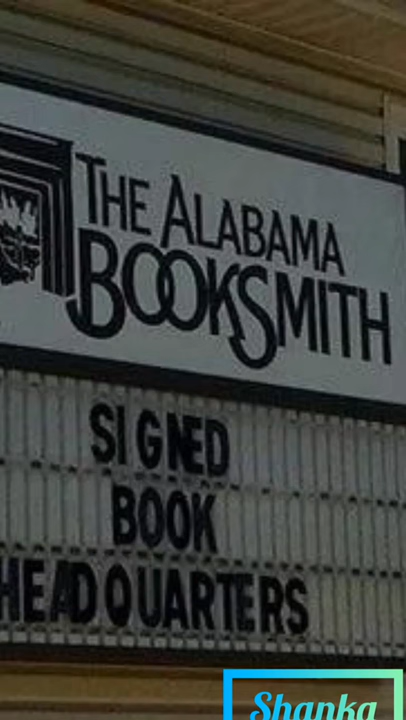 THE ALABAMA
BOOKSMITH
SIGNED
BOOK
HEADQUARTERS
Shanka